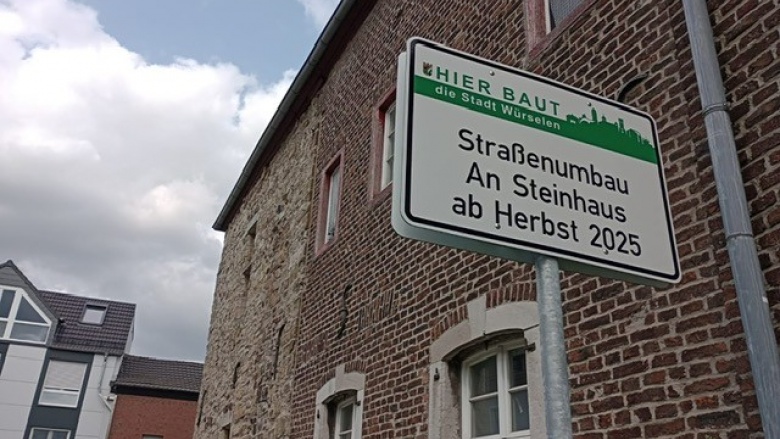 HIER BAUT
die Stadt Würselen
Straßenumbau
An Steinhaus
ab Herbst 2025